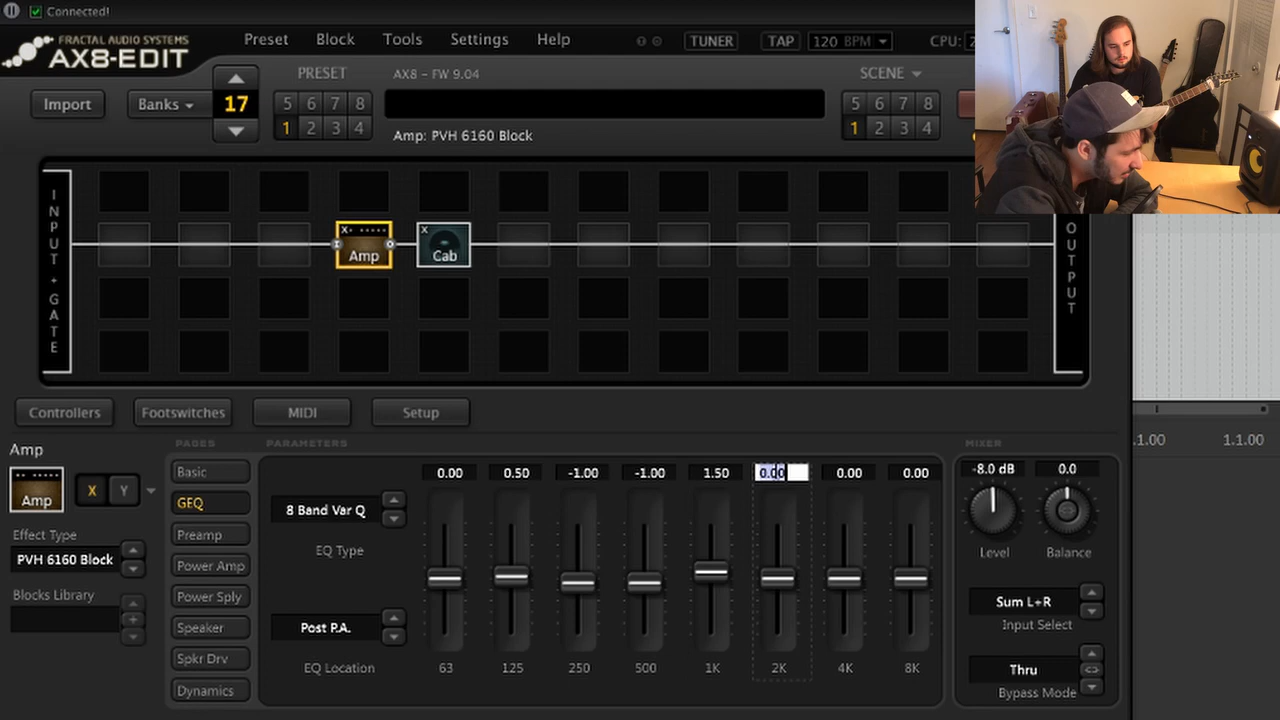 Connected!
FRACTAL AUDIO SYSTEMS
AX8-EDIT
Preset Block Tools Settings Help
TUNER TAP 120 BPM CPU:
PRESET AX8 - FW 9.04 SCENE
Import Banks 17
5 6 7 8
1 2 3 4
Amp: PVH 6160 Block
5 6 7 8
1 2 3 4
INPUT + GATE
X
Amp
X
Cab
OUTPUT
Controllers Footswitches MIDI Setup
.1.00 1.1.00
Amp PAGES PARAMETERS MIXER
Amp
X Y
Effect Type
PVH 6160 Block
Blocks Library
Basic
GEQ
Preamp
Power Amp
Power Sply
Speaker
Spkr Drv
Dynamics
8 Band Var Q
EQ Type
Post P.A.
EQ Location
0.00 0.50 -1.00 -1.00 1.50 0.00 0.00 0.00
63 125 250 500 1K 2K 4K 8K
-8.0 dB 0.0
Level Balance
Sum L+R
Input Select
Thru
Bypass Mode